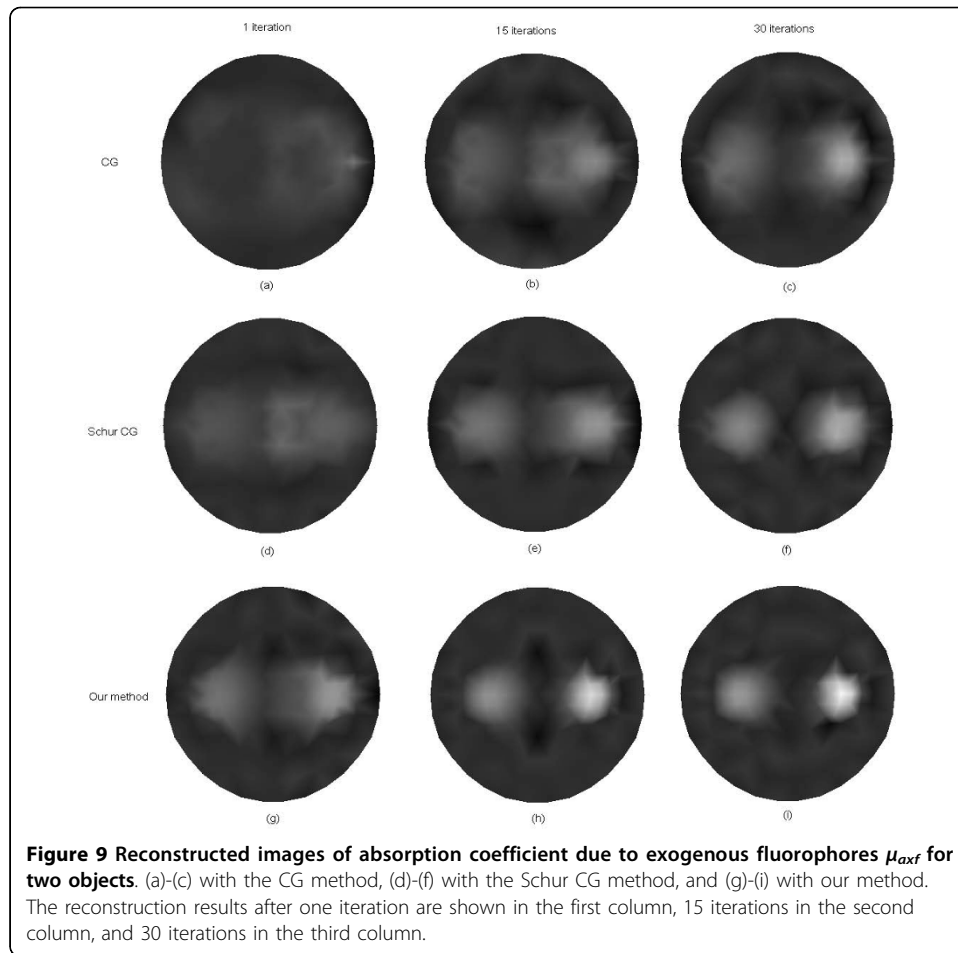 1 iteration
15 iterations
30 iterations
CG
(a)
(b)
(c)
Schur CG
(d)
(e)
(f)
Our method
(g)
(h)
(i)
Figure 9 Reconstructed images of absorption coefficient due to exogenous fluorophores μaxf for
two objects. (a)-(c) with the CG method, (d)-(f) with the Schur CG method, and (g)-(i) with our method.
The reconstruction results after one iteration are shown in the first column, 15 iterations in the second
column, and 30 iterations in the third column.